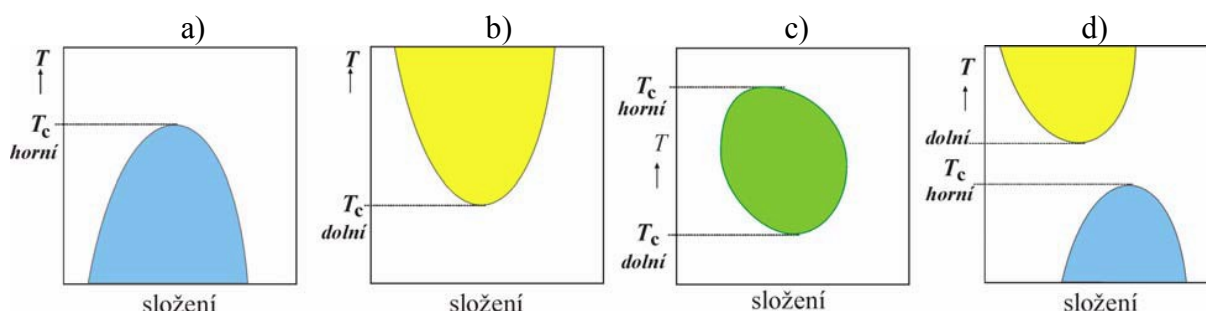 a)
T
T_c
horní
složení
b)
T
T_c
dolní
složení
c)
T_c
horní
T
T_c
dolní
složení
d)
T
dolní
T_c
horní
složení